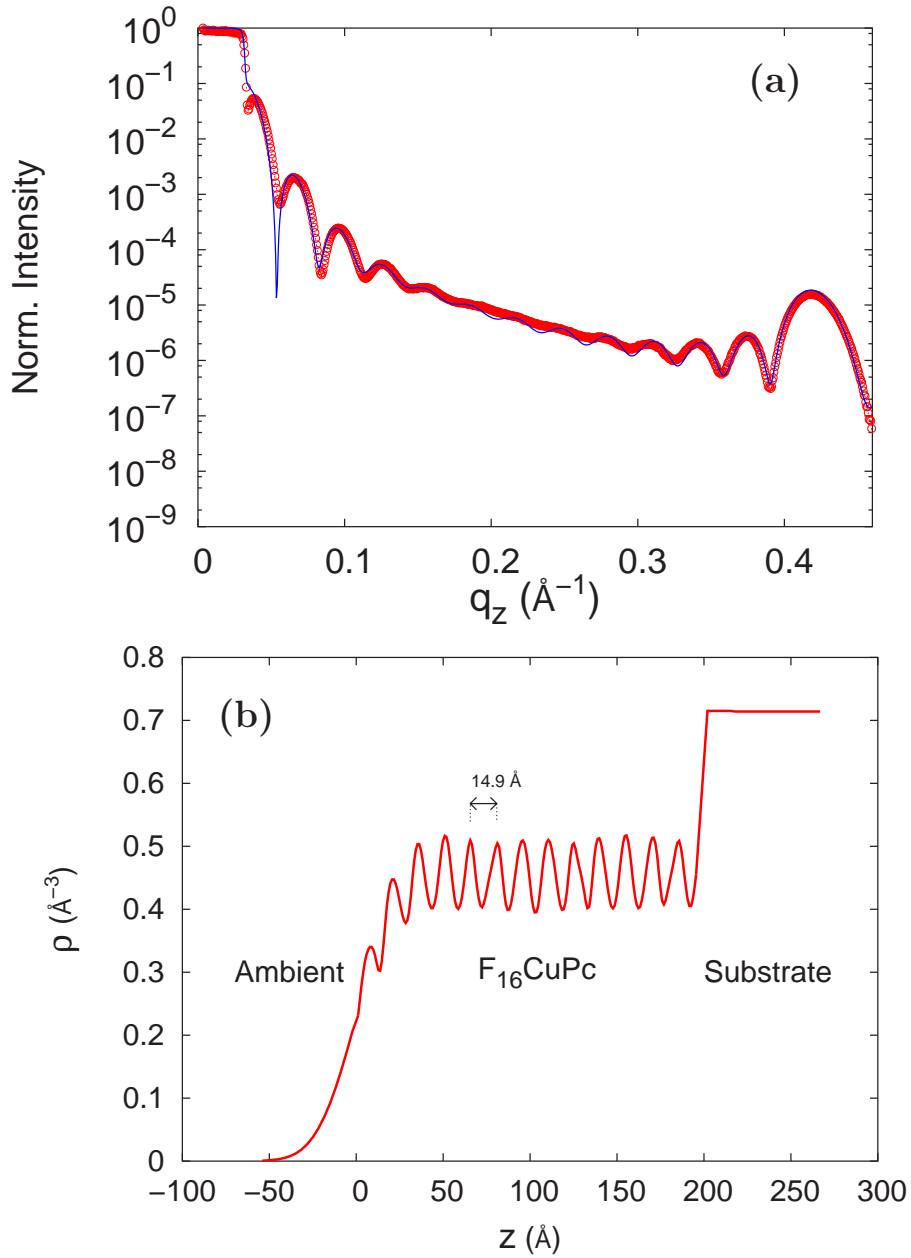 (a)
Norm. Intensity
10⁰
10⁻¹
10⁻²
10⁻³
10⁻⁴
10⁻⁵
10⁻⁶
10⁻⁷
10⁻⁸
10⁻⁹
0 0.1 0.2 0.3 0.4
q_z (Å⁻¹)
(b)
ρ (Å⁻³)
0.8
0.7
0.6
0.5
0.4
0.3
0.2
0.1
0
14.9 Å
Ambient F₁₆CuPc Substrate
−100 −50 0 50 100 150 200 250 300
z (Å)